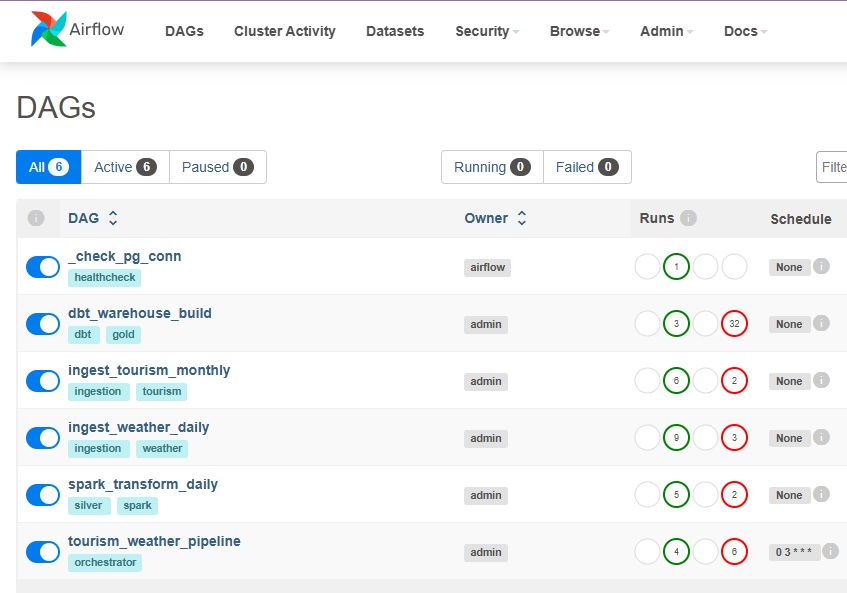 Airflow DAGs Cluster Activity Datasets Security Browse Admin Docs
DAGs
All 6 Active 6 Paused 0 Running 0 Failed 0 Filte
DAG Owner Runs Schedule
_check_pg_conn
healthcheck
airflow 1 None
dbt_warehouse_build
dbt gold
admin 3 32 None
ingest_tourism_monthly
ingestion tourism
admin 6 2 None
ingest_weather_daily
ingestion weather
admin 9 3 None
spark_transform_daily
silver spark
admin 5 2 None
tourism_weather_pipeline
orchestrator
admin 4 6 0 3 * * *